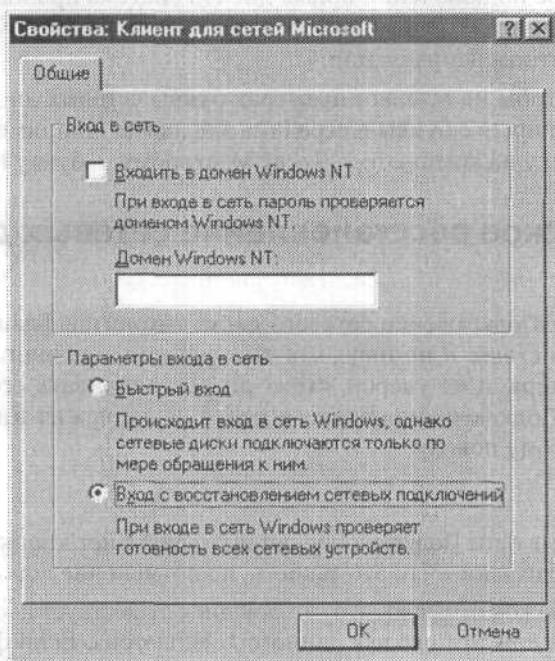 Свойства: Клиент для сетей Microsoft
Общие
Вход в сеть
Входить в домен Windows NT
При входе в сеть пароль проверяется
доменом Windows NT.
Домен Windows NT:
Параметры входа в сеть
Быстрый вход
Происходит вход в сеть Windows, однако
сетевые диски подключаются только по
мере обращения к ним.
Вход с восстановлением сетевых подключений
При входе в сеть Windows проверяет
готовность всех сетевых устройств.
OK
Отмена